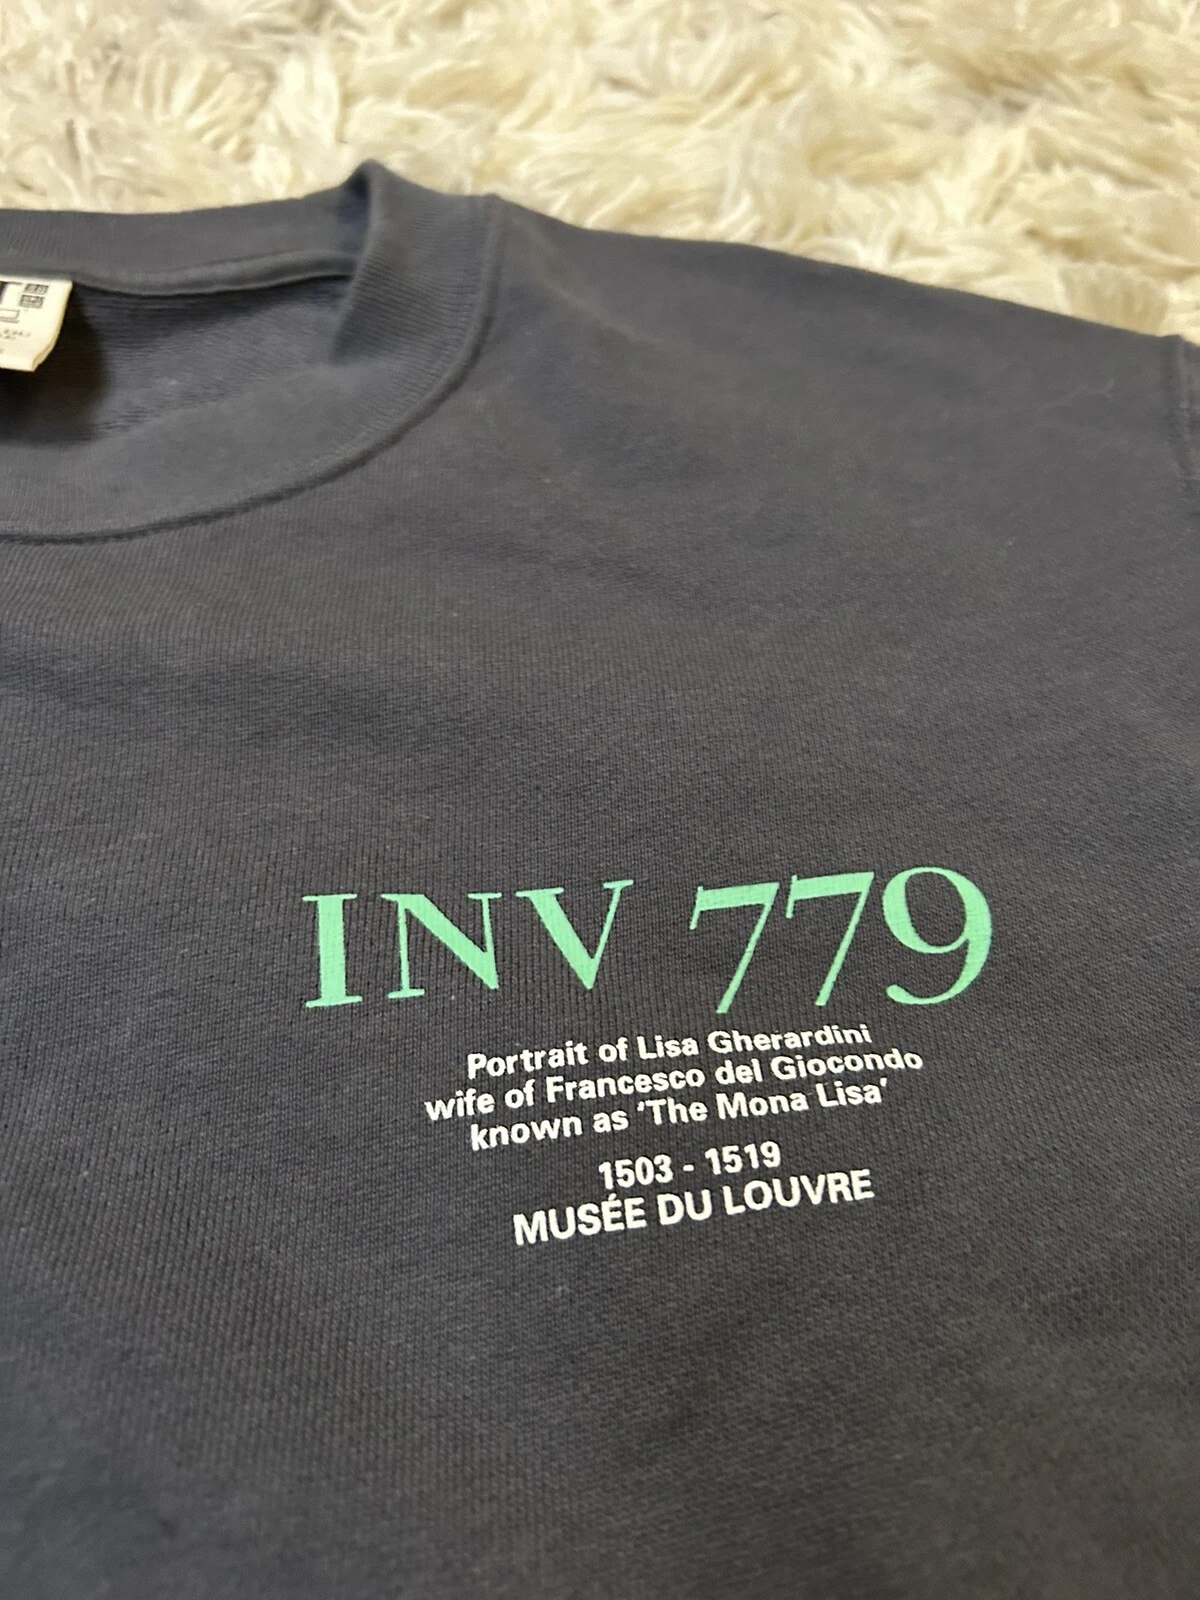 INV 779
Portrait of Lisa Gherardini
wife of Francesco del Giocondo
known as 'The Mona Lisa'
1503 - 1519
MUSÉE DU LOUVRE